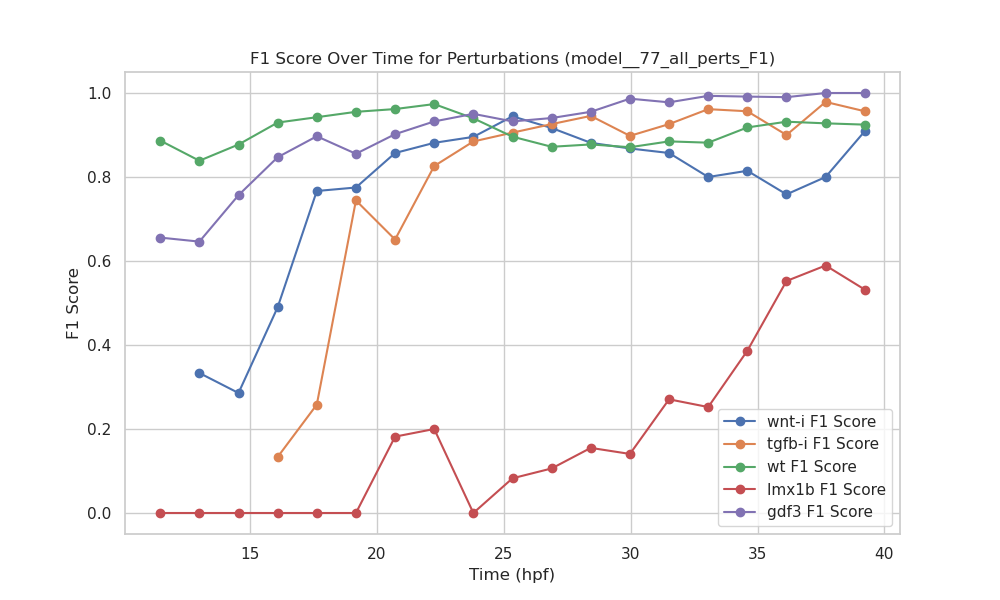 F1 Score Over Time for Perturbations (model__77_all_perts_F1)
1.0
0.8
0.6
0.4
0.2
0.0
F1 Score
15 20 25 30 35 40
Time (hpf)
wnt-i F1 Score
tgfb-i F1 Score
wt F1 Score
lmx1b F1 Score
gdf3 F1 Score